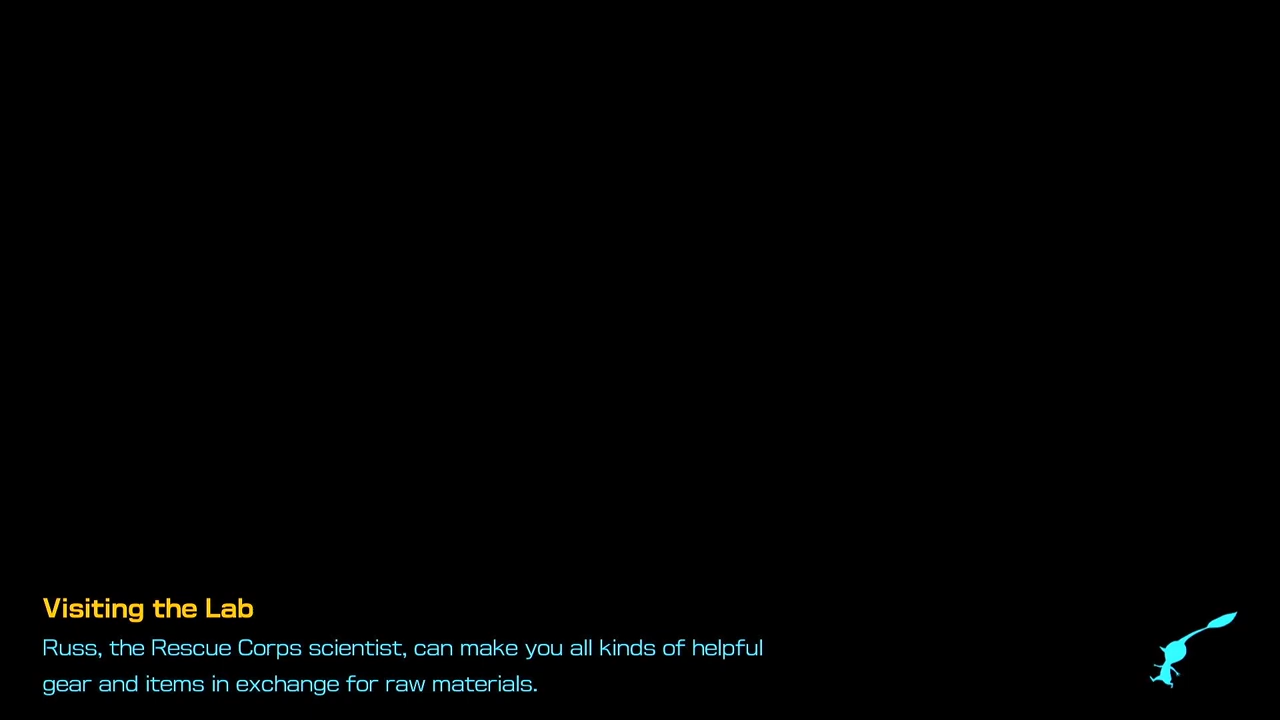 Visiting the Lab
Russ, the Rescue Corps scientist, can make you all kinds of helpful
gear and items in exchange for raw materials.